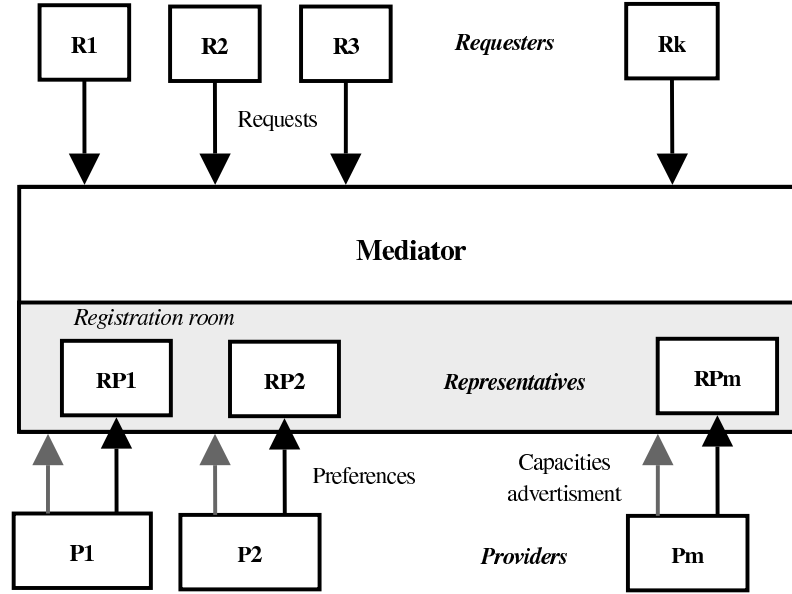 R1
R2
R3
Requesters
Rk
Requests
Mediator
Registration room
RP1
RP2
Representatives
RPm
Preferences
Capacities
advertisment
P1
P2
Providers
Pm